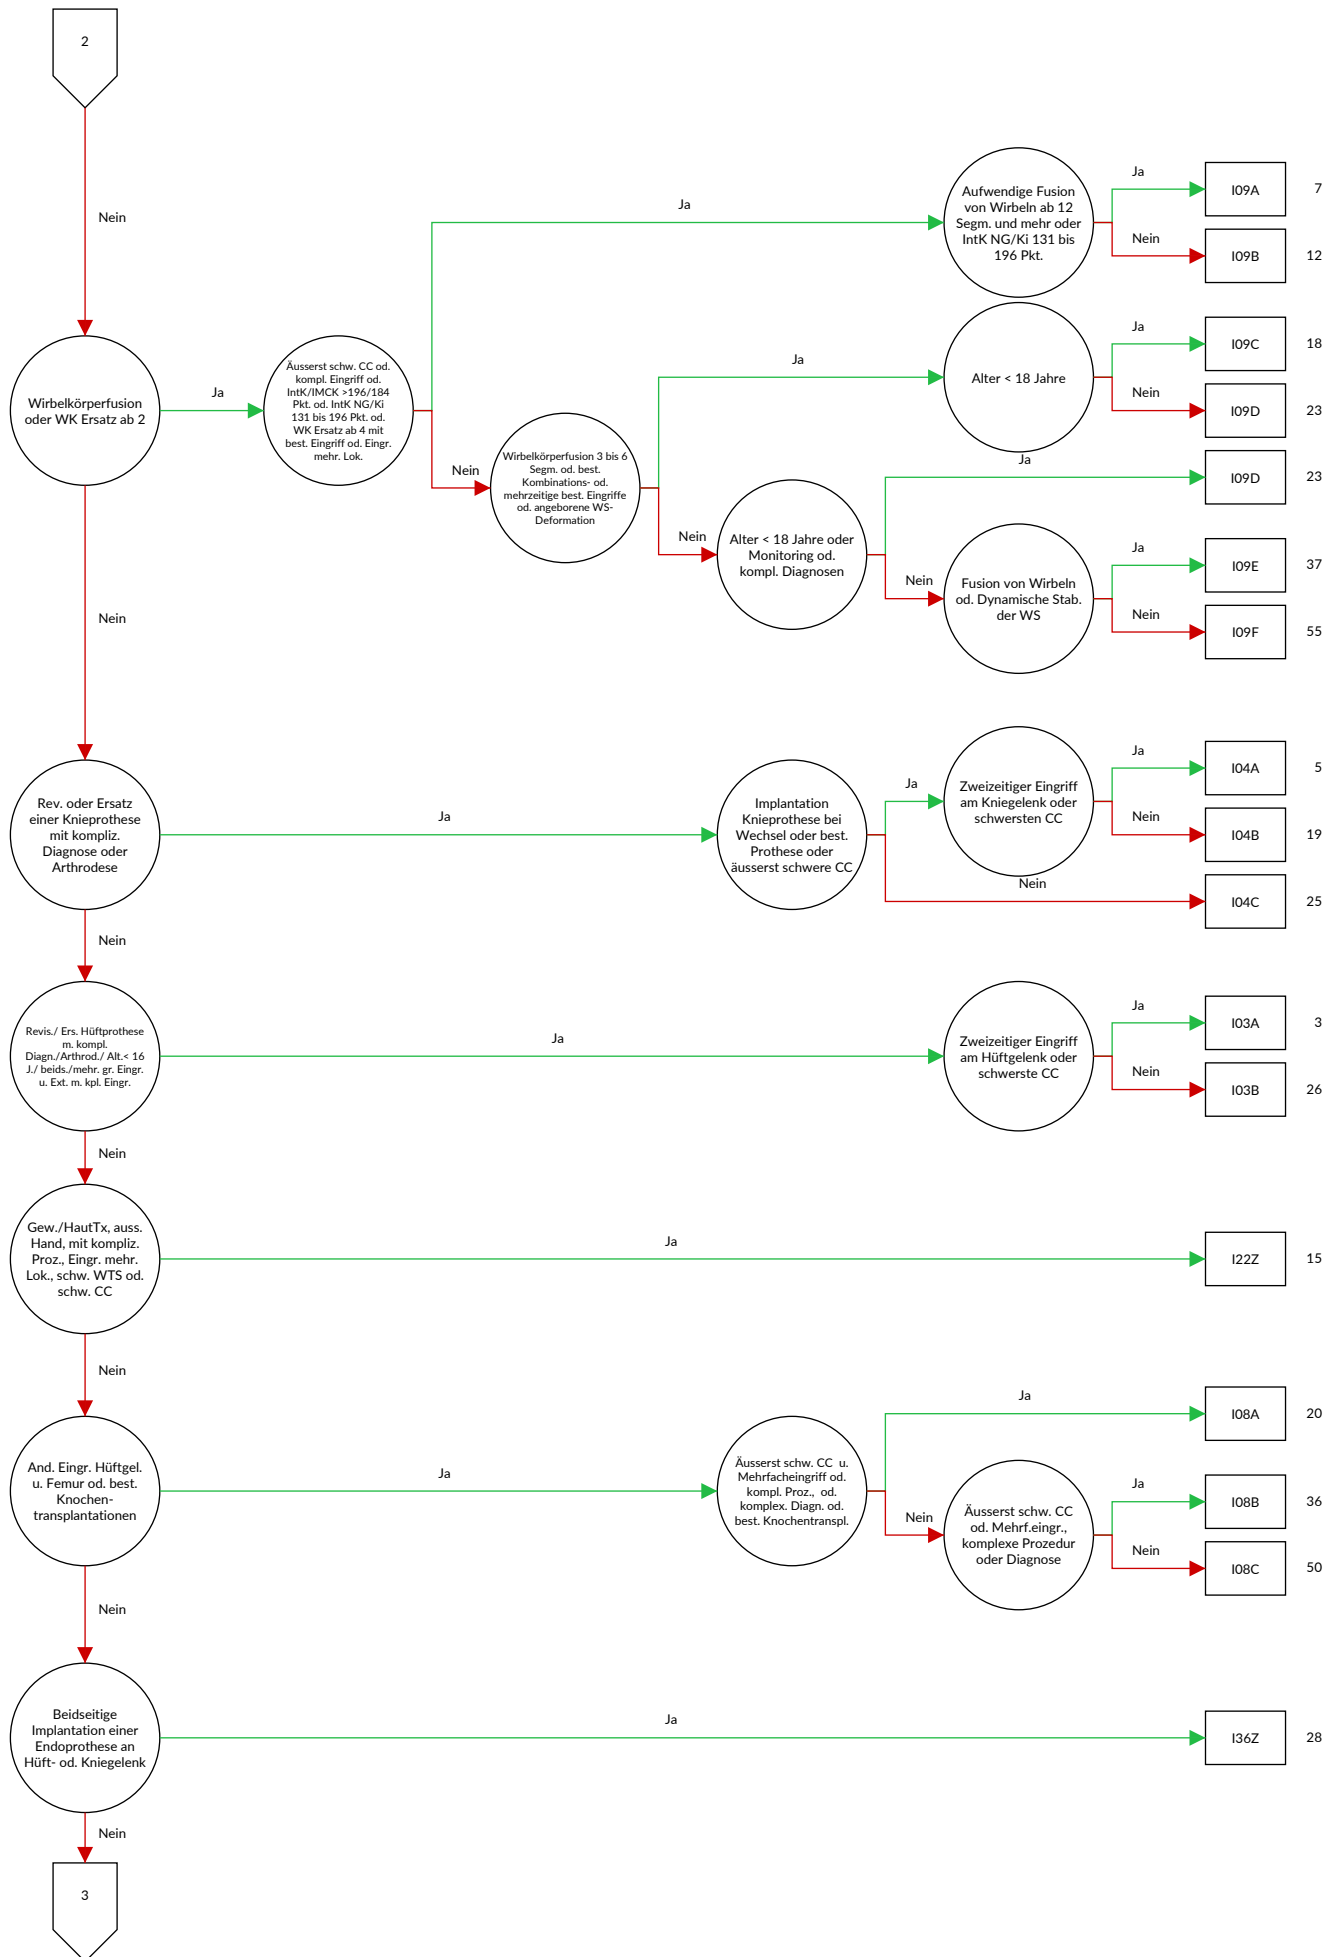 2
Nein
Wirbelkörperfusion
oder WK Ersatz ab 2
Ja
Äusserst schw. CC od.
kompl. Eingriff od.
IntK/IMCK >196/184
Pkt. od. IntK NG/Ki
131 bis 196 Pkt. od.
WK Ersatz ab 4 mit
best. Eingriff od. Eingr.
mehr. Lok.
Ja
Aufwendige Fusion
von Wirbeln ab 12
Segm. und mehr oder
IntK NG/Ki 131 bis
196 Pkt.
Ja
I09A 7
Nein
I09B 12
Nein
Wirbelkörperfusion 3 bis 6
Segm. od. best.
Kombinations- od.
mehrzeitige best. Eingriffe
od. angeborene WS-
Deformation
Ja
Alter < 18 Jahre
Ja
I09C 18
Nein
I09D 23
Nein
Alter < 18 Jahre oder
Monitoring od.
kompl. Diagnosen
Ja
I09D 23
Nein
Fusion von Wirbeln
od. Dynamische Stab.
der WS
Ja
I09E 37
Nein
I09F 55
Nein
Rev. oder Ersatz
einer Knieprothese
mit kompliz.
Diagnose oder
Arthrodese
Ja
Implantation
Knieprothese bei
Wechsel oder best.
Prothese oder
äusserst schwere CC
Ja
Zweizeitiger Eingriff
am Kniegelenk oder
schwersten CC
Ja
I04A 5
Nein
I04B 19
Nein
I04C 25
Nein
Revis./ Ers. Hüftprothese
m. kompl.
Diagn./Arthrod./ Alt.< 16
J./ beids./mehr. gr. Eingr.
u. Ext. m. kpl. Eingr.
Ja
Zweizeitiger Eingriff
am Hüftgelenk oder
schwerste CC
Ja
I03A 3
Nein
I03B 26
Nein
Gew./HautTx, auss.
Hand, mit kompliz.
Proz., Eingr. mehr.
Lok., schw. WTS od.
schw. CC
Ja
I22Z 15
Nein
And. Eingr. Hüftgel.
u. Femur od. best.
Knochen-
transplantationen
Ja
Äusserst schw. CC u.
Mehrfacheingriff od.
kompl. Proz., od.
komplex. Diagn. od.
best. Knochentranspl.
Ja
I08A 20
Nein
Äusserst schw. CC
od. Mehrf.eingr.,
komplexe Prozedur
oder Diagnose
Ja
I08B 36
Nein
I08C 50
Nein
Beidseitige
Implantation einer
Endoprothese an
Hüft- od. Kniegelenk
Ja
I36Z 28
Nein
3